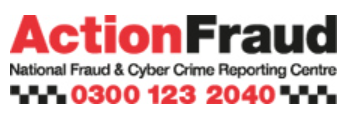 ActionFraud
National Fraud & Cyber Crime Reporting Centre
0300 123 2040